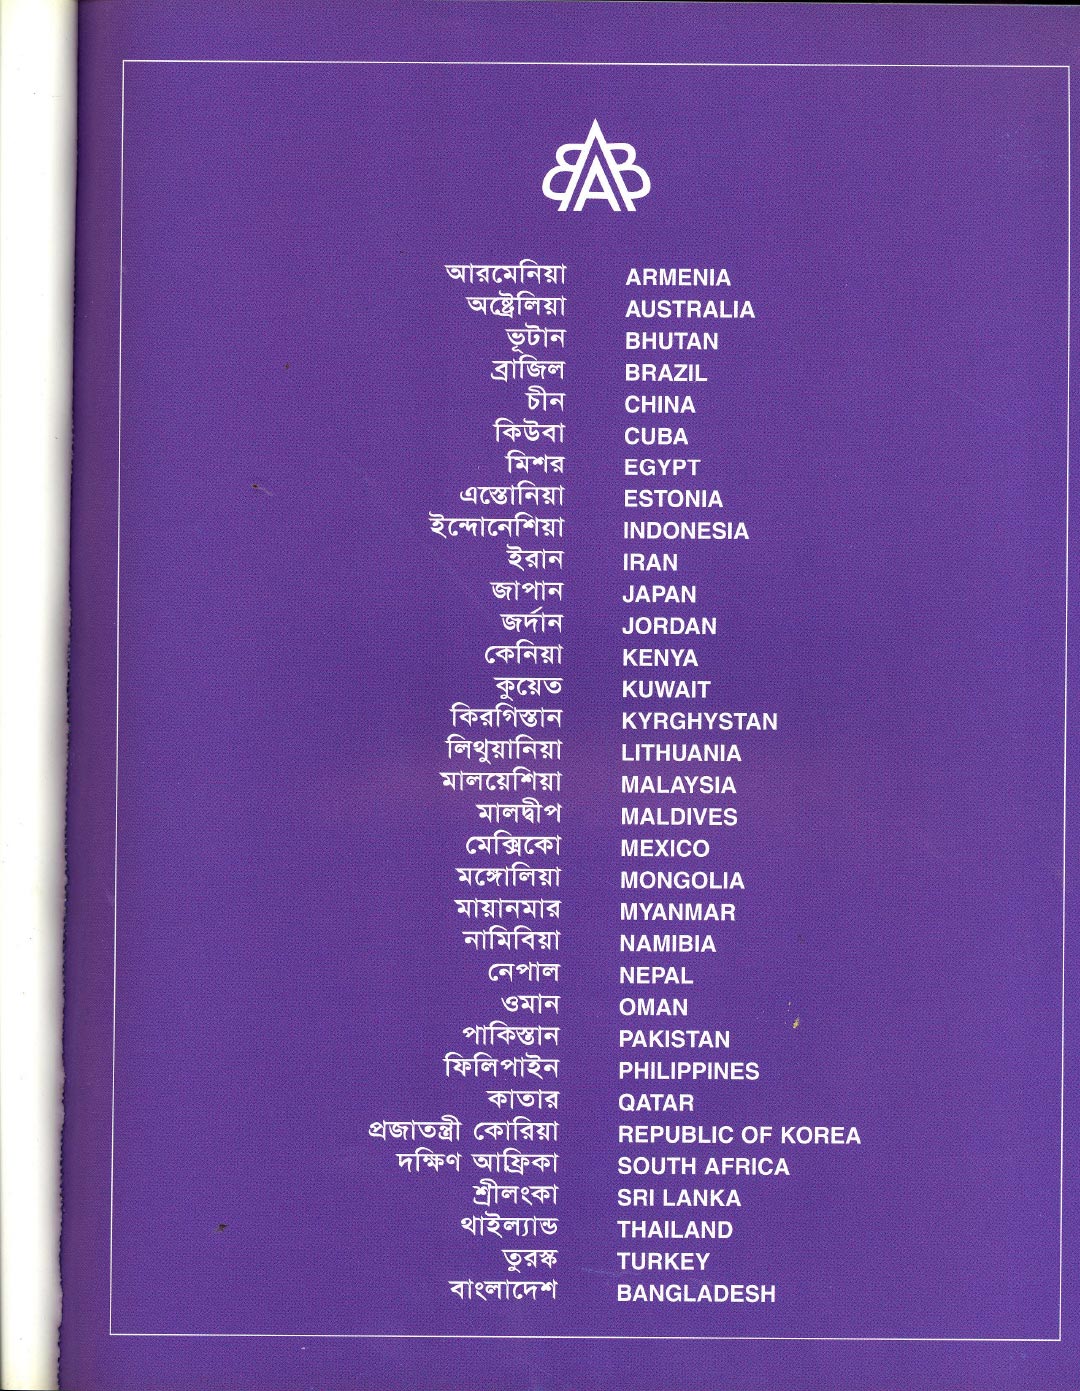 আরমেনিয়া ARMENIA
অষ্ট্রেলিয়া AUSTRALIA
ভূটান BHUTAN
ব্রাজিল BRAZIL
চীন CHINA
কিউবা CUBA
মিশর EGYPT
এস্তোনিয়া ESTONIA
ইন্দোনেশিয়া INDONESIA
ইরান IRAN
জাপান JAPAN
জর্দান JORDAN
কেনিয়া KENYA
কুয়েত KUWAIT
কিরগিস্তান KYRGHYSTAN
লিথুয়ানিয়া LITHUANIA
মালয়েশিয়া MALAYSIA
মালদ্বীপ MALDIVES
মেক্সিকো MEXICO
মঙ্গোলিয়া MONGOLIA
মায়ানমার MYANMAR
নামিবিয়া NAMIBIA
নেপাল NEPAL
ওমান OMAN
পাকিস্তান PAKISTAN
ফিলিপাইন PHILIPPINES
কাতার QATAR
প্রজাতন্ত্রী কোরিয়া REPUBLIC OF KOREA
দক্ষিণ আফ্রিকা SOUTH AFRICA
শ্রীলংকা SRI LANKA
থাইল্যান্ড THAILAND
তুরস্ক TURKEY
বাংলাদেশ BANGLADESH